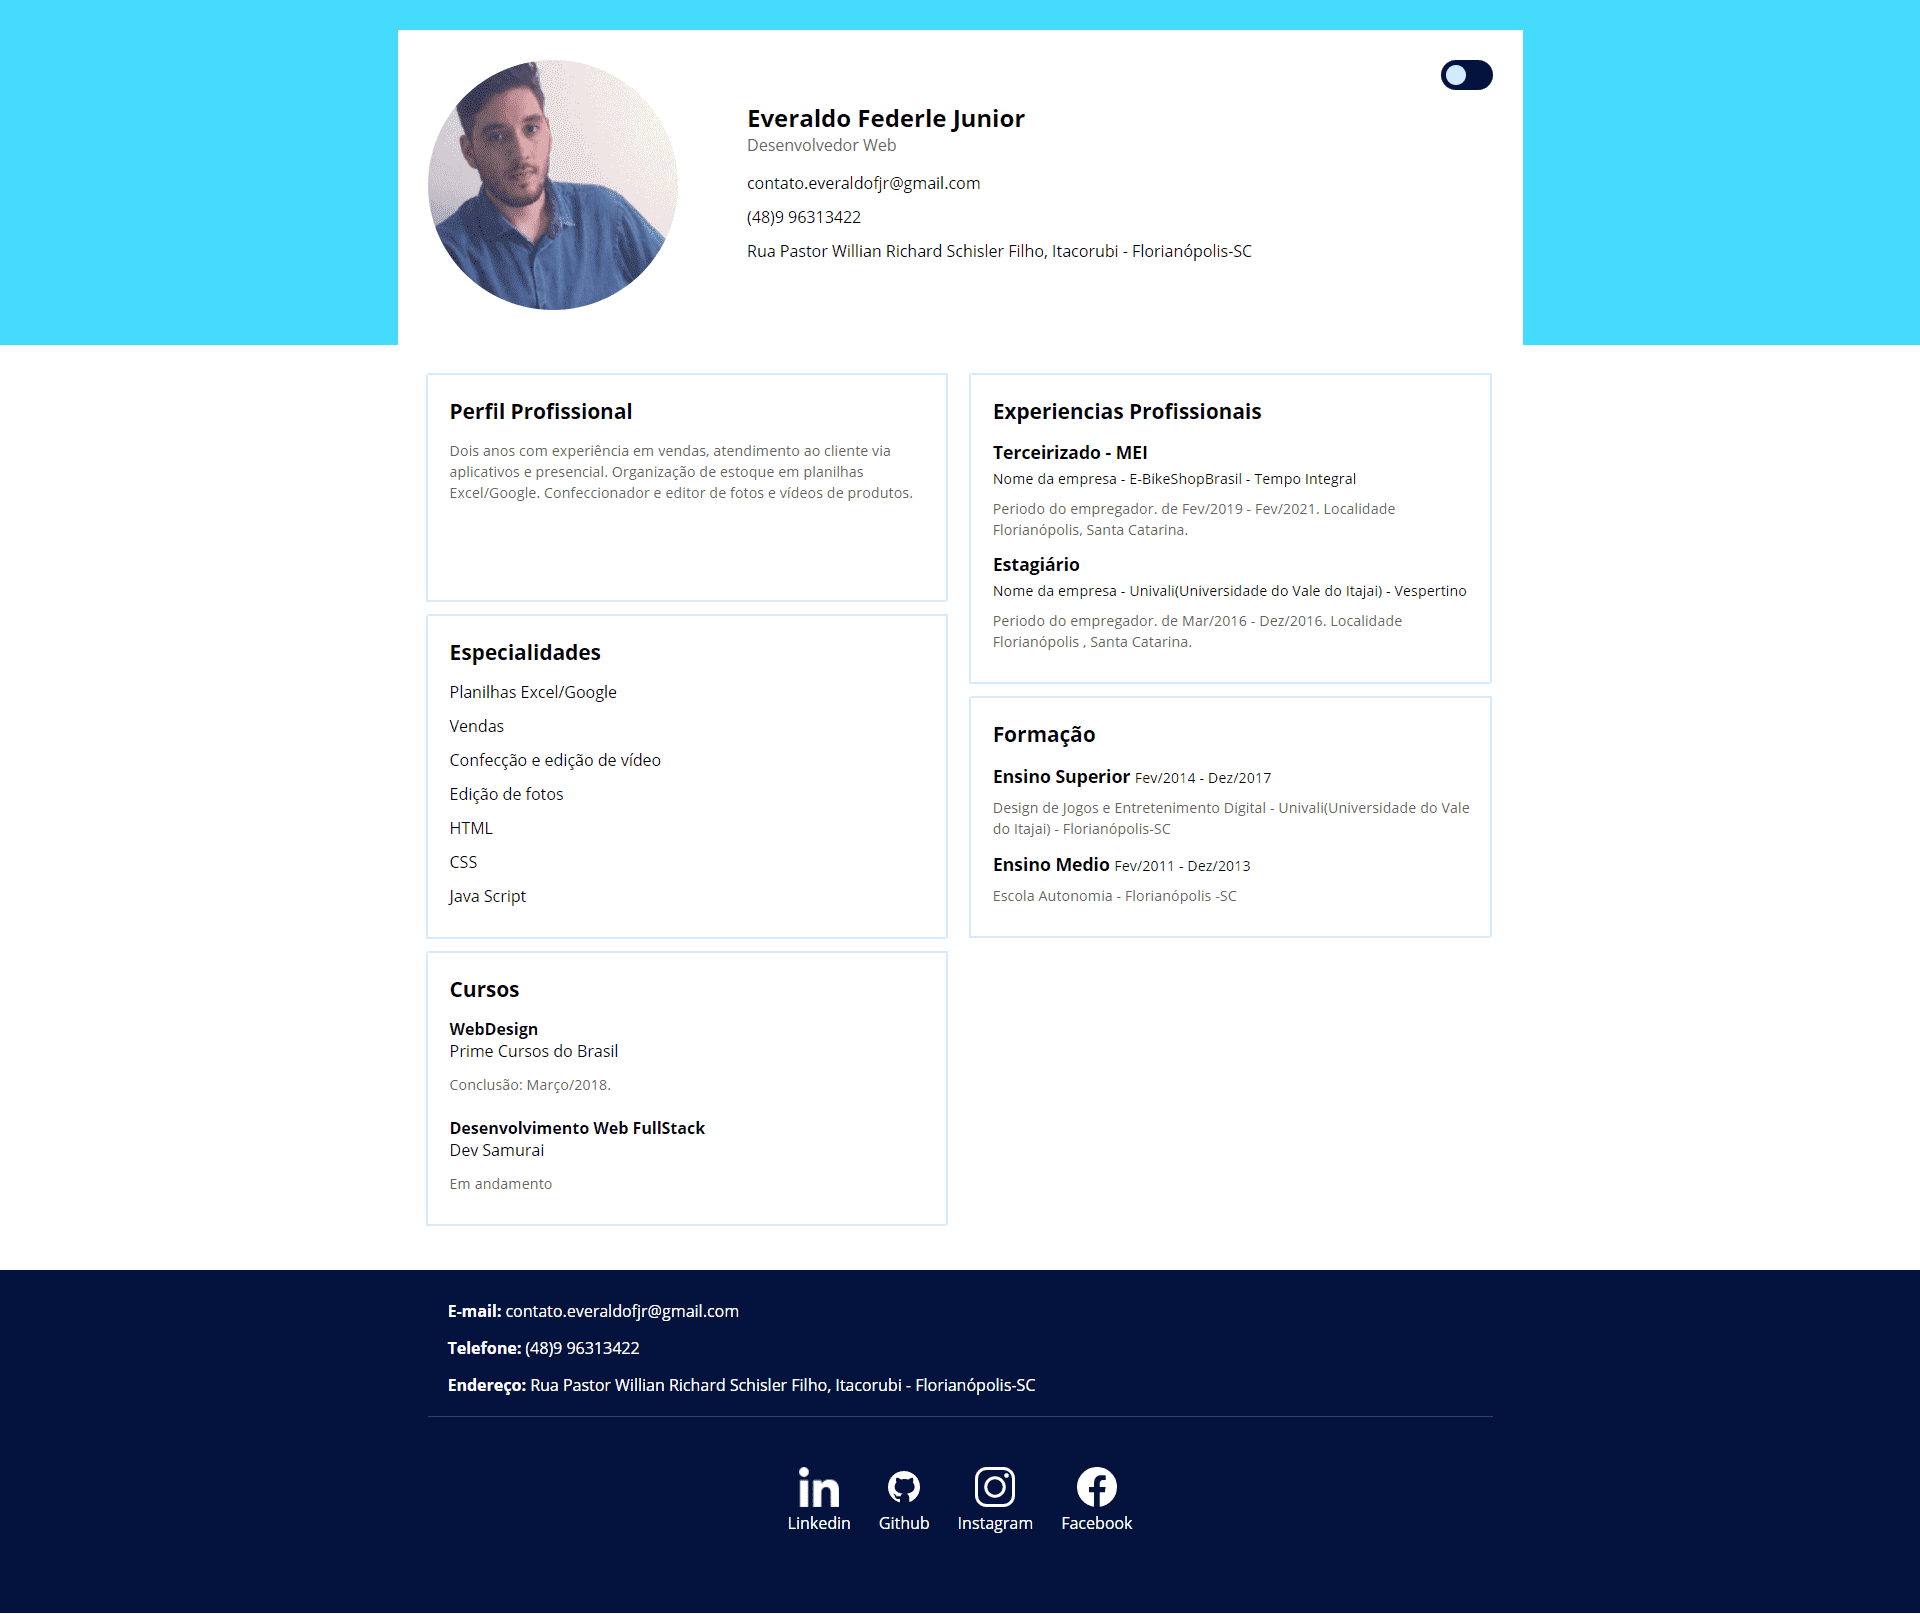 Everaldo Federle Junior
Desenvolvedor Web
contato.everaldofjr@gmail.com
(48)9 96313422
Rua Pastor Willian Richard Schisler Filho, Itacorubi - Florianópolis-SC
Perfil Profissional
Dois anos com experiência em vendas, atendimento ao cliente via
aplicativos e presencial. Organização de estoque em planilhas
Excel/Google. Confeccionador e editor de fotos e vídeos de produtos.
Especialidades
Planilhas Excel/Google
Vendas
Confecção e edição de vídeo
Edição de fotos
HTML
CSS
Java Script
Cursos
WebDesign
Prime Cursos do Brasil
Conclusão: Março/2018.
Desenvolvimento Web FullStack
Dev Samurai
Em andamento
Experiencias Profissionais
Terceirizado - MEI
Nome da empresa - E-BikeShopBrasil - Tempo Integral
Periodo do empregador. de Fev/2019 - Fev/2021. Localidade
Florianópolis, Santa Catarina.
Estagiário
Nome da empresa - Univali(Universidade do Vale do Itajai) - Vespertino
Periodo do empregador. de Mar/2016 - Dez/2016. Localidade
Florianópolis , Santa Catarina.
Formação
Ensino Superior Fev/2014 - Dez/2017
Design de Jogos e Entretenimento Digital - Univali(Universidade do Vale
do Itajai) - Florianópolis-SC
Ensino Medio Fev/2011 - Dez/2013
Escola Autonomia - Florianópolis -SC
E-mail: contato.everaldofjr@gmail.com
Telefone: (48)9 96313422
Endereço: Rua Pastor Willian Richard Schisler Filho, Itacorubi - Florianópolis-SC
Linkedin Github Instagram Facebook